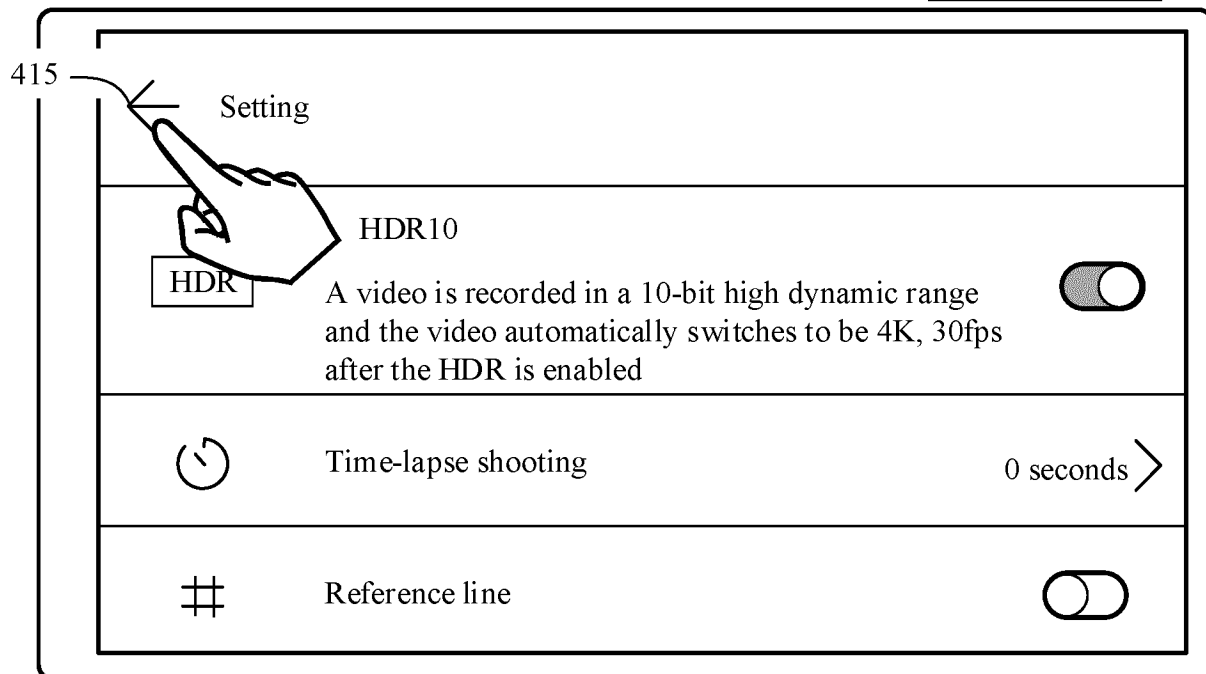 415
Setting
HDR10
HDR
A video is recorded in a 10-bit high dynamic range
and the video automatically switches to be 4K, 30fps
after the HDR is enabled
Time-lapse shooting
0 seconds
Reference line